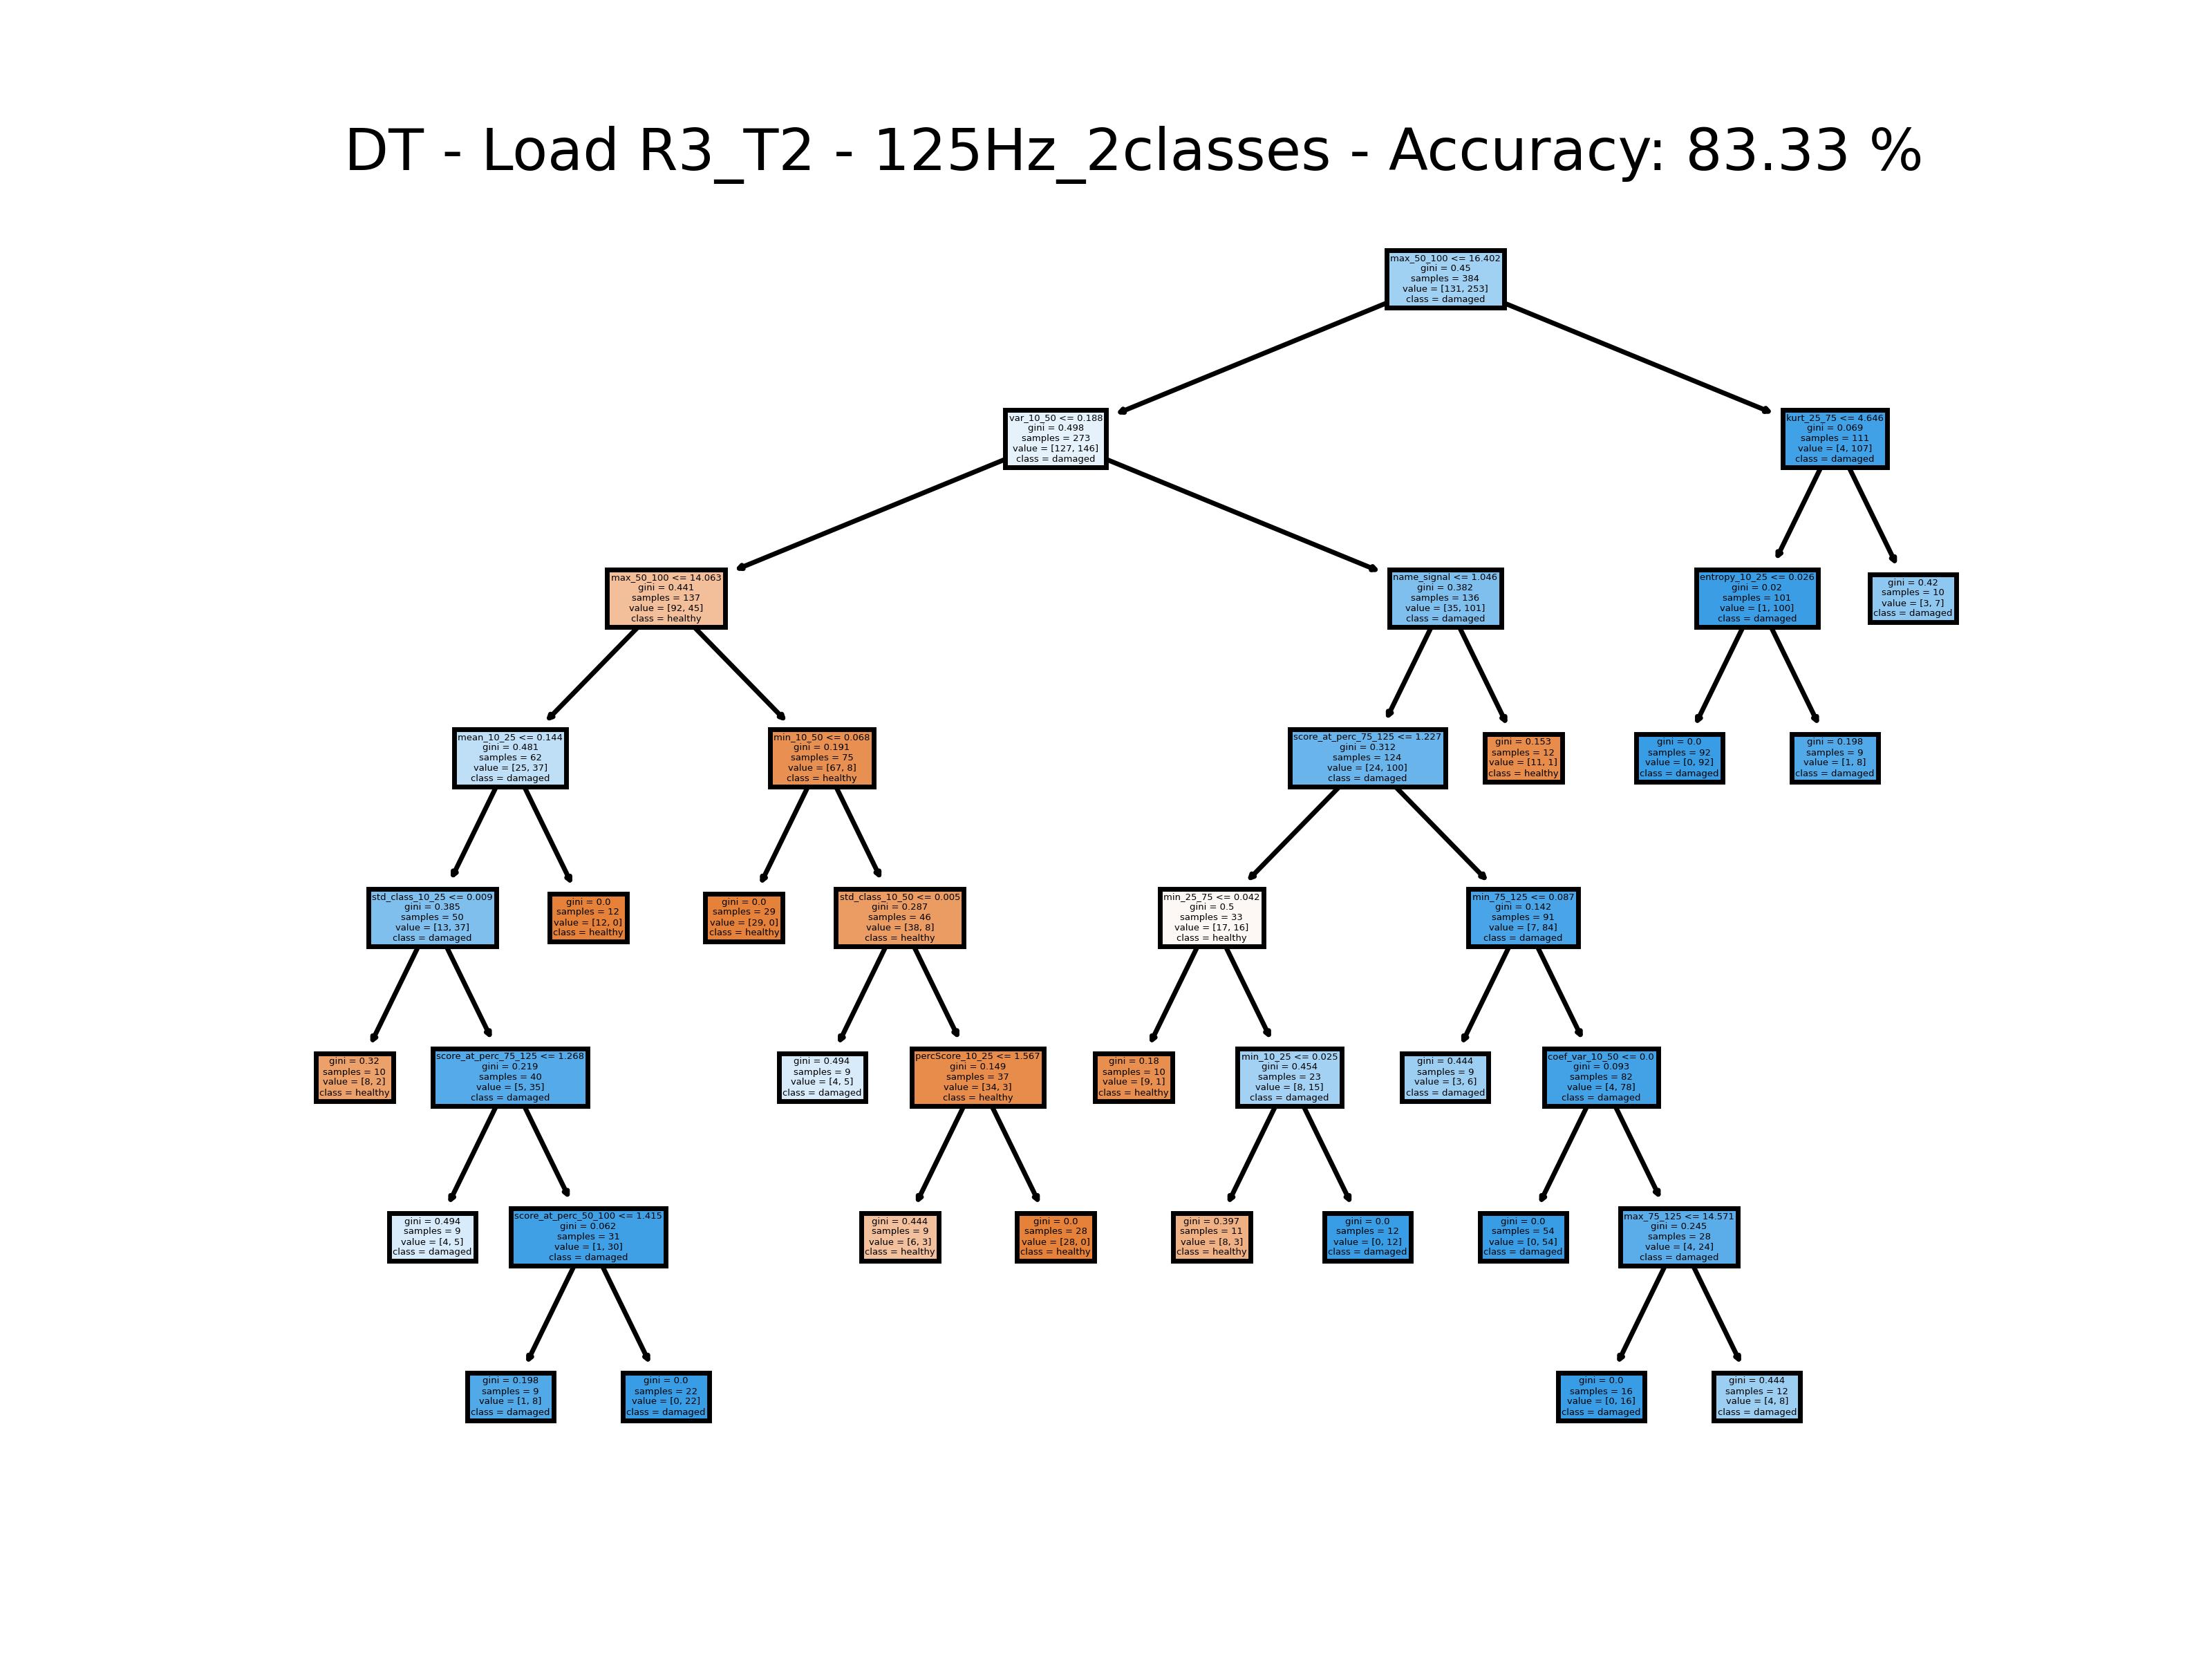 DT - Load R3_T2 - 125Hz_2classes - Accuracy: 83.33 %
max_50_100 <= 16.402
gini = 0.45
samples = 384
value = [131, 253]
class = damaged
var_10_50 <= 0.188
gini = 0.498
samples = 273
value = [127, 146]
class = damaged
kurt_25_75 <= 4.646
gini = 0.069
samples = 111
value = [4, 107]
class = damaged
max_50_100 <= 14.063
gini = 0.441
samples = 137
value = [92, 45]
class = healthy
name_signal <= 1.046
gini = 0.382
samples = 136
value = [35, 101]
class = damaged
entropy_10_25 <= 0.026
gini = 0.02
samples = 101
value = [1, 100]
class = damaged
gini = 0.42
samples = 10
value = [3, 7]
class = damaged
mean_10_25 <= 0.144
gini = 0.481
samples = 62
value = [25, 37]
class = damaged
min_10_50 <= 0.068
gini = 0.191
samples = 75
value = [67, 8]
class = healthy
score_at_perc_75_125 <= 1.227
gini = 0.312
samples = 124
value = [24, 100]
class = damaged
gini = 0.153
samples = 12
value = [11, 1]
class = healthy
gini = 0.0
samples = 92
value = [0, 92]
class = damaged
gini = 0.198
samples = 9
value = [1, 8]
class = damaged
std_class_10_25 <= 0.009
gini = 0.385
samples = 50
value = [13, 37]
class = damaged
gini = 0.0
samples = 12
value = [12, 0]
class = healthy
gini = 0.0
samples = 29
value = [29, 0]
class = healthy
std_class_10_50 <= 0.005
gini = 0.287
samples = 46
value = [38, 8]
class = healthy
min_25_75 <= 0.042
gini = 0.5
samples = 33
value = [17, 16]
class = healthy
min_75_125 <= 0.087
gini = 0.142
samples = 91
value = [7, 84]
class = damaged
gini = 0.32
samples = 10
value = [8, 2]
class = healthy
score_at_perc_75_125 <= 1.268
gini = 0.219
samples = 40
value = [5, 35]
class = damaged
gini = 0.494
samples = 9
value = [4, 5]
class = damaged
percScore_10_25 <= 1.567
gini = 0.149
samples = 37
value = [34, 3]
class = healthy
gini = 0.18
samples = 10
value = [9, 1]
class = healthy
min_10_25 <= 0.025
gini = 0.454
samples = 23
value = [8, 15]
class = damaged
gini = 0.444
samples = 9
value = [3, 6]
class = damaged
coef_var_10_50 <= 0.0
gini = 0.093
samples = 82
value = [4, 78]
class = damaged
gini = 0.494
samples = 9
value = [4, 5]
class = damaged
score_at_perc_50_100 <= 1.415
gini = 0.062
samples = 31
value = [1, 30]
class = damaged
gini = 0.444
samples = 9
value = [6, 3]
class = healthy
gini = 0.0
samples = 28
value = [28, 0]
class = healthy
gini = 0.397
samples = 11
value = [8, 3]
class = healthy
gini = 0.0
samples = 12
value = [0, 12]
class = damaged
gini = 0.0
samples = 54
value = [0, 54]
class = damaged
max_75_125 <= 14.571
gini = 0.245
samples = 28
value = [4, 24]
class = damaged
gini = 0.198
samples = 9
value = [1, 8]
class = damaged
gini = 0.0
samples = 22
value = [0, 22]
class = damaged
gini = 0.0
samples = 16
value = [0, 16]
class = damaged
gini = 0.444
samples = 12
value = [4, 8]
class = damaged